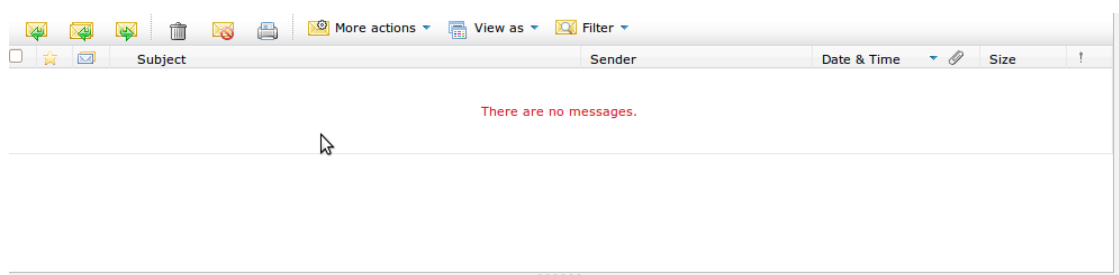 More actions View as Filter
Subject Sender Date & Time Size !
There are no messages.